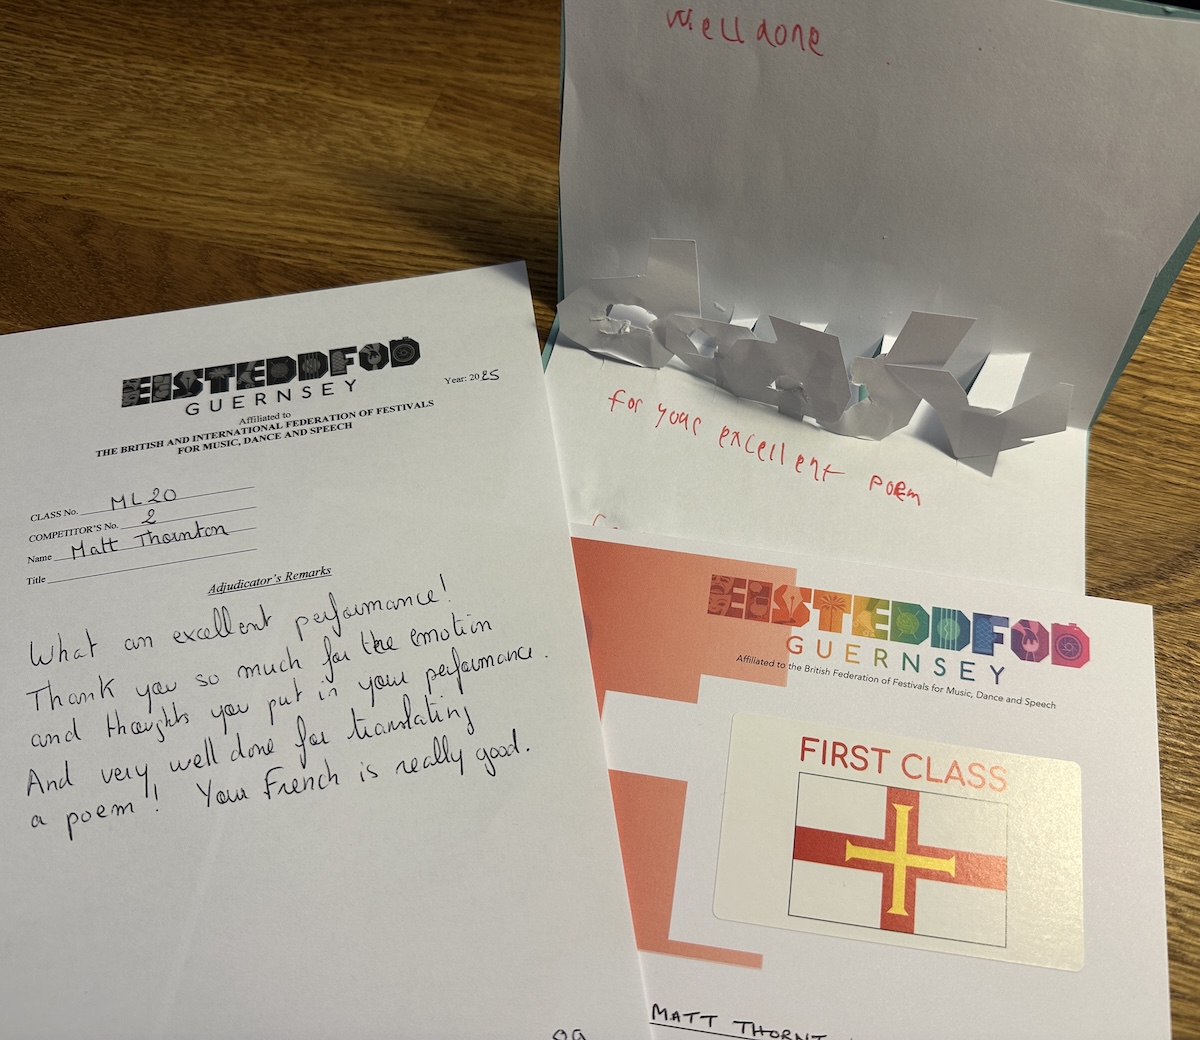 well done
for your excellent poem
EISTEDDFOD
GUERNSEY
Year: 2025
Affiliated to
THE BRITISH AND INTERNATIONAL FEDERATION OF FESTIVALS
FOR MUSIC, DANCE AND SPEECH
CLASS No. ML20
COMPETITOR'S No. 2
Name Matt Thornton
Title
Adjudicator's Remarks
What an excellent performance!
Thank you so much for the emotion
and thoughts you put in your performance.
And very well done for translating
a poem! Your French is really good.
EISTEDDFOD
GUERNSEY
Affiliated to the British Federation of Festivals for Music, Dance and Speech
FIRST CLASS
MATT THORNT